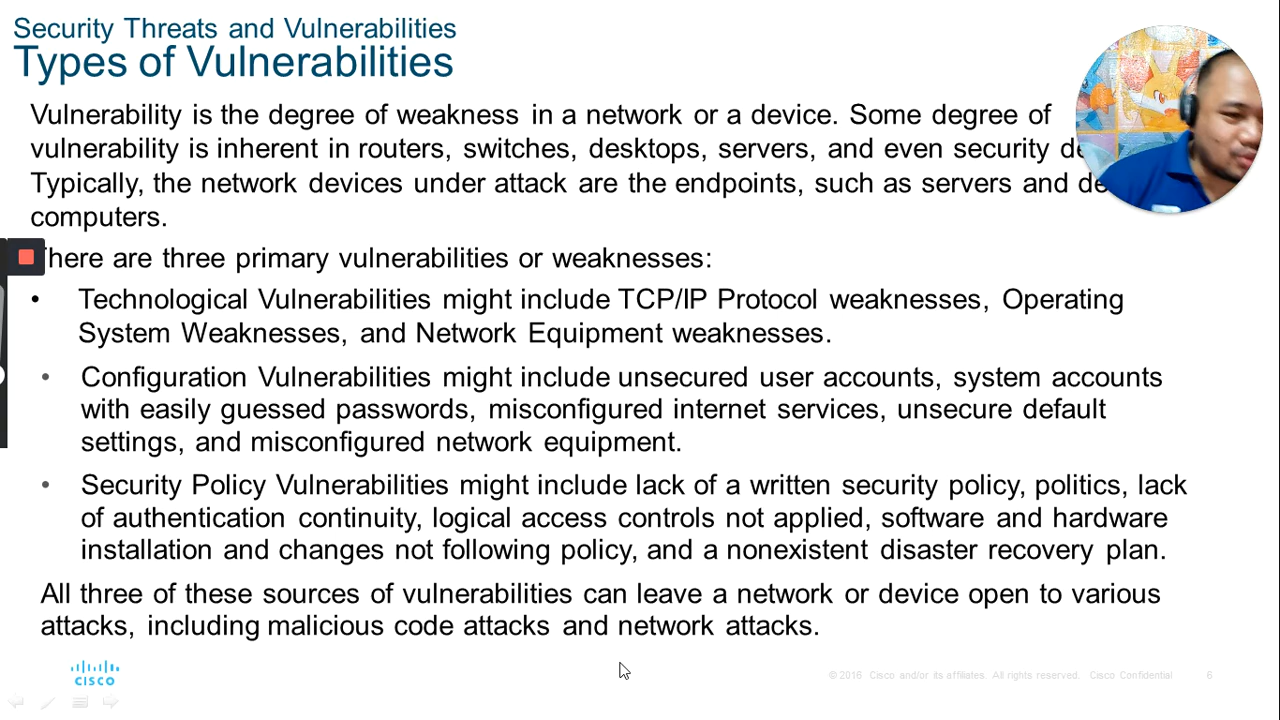 Security Threats and Vulnerabilities
Types of Vulnerabilities
Vulnerability is the degree of weakness in a network or a device. Some degree of
vulnerability is inherent in routers, switches, desktops, servers, and even security
Typically, the network devices under attack are the endpoints, such as servers and
computers.
here are three primary vulnerabilities or weaknesses:
• Technological Vulnerabilities might include TCP/IP Protocol weaknesses, Operating
System Weaknesses, and Network Equipment weaknesses.
• Configuration Vulnerabilities might include unsecured user accounts, system accounts
with easily guessed passwords, misconfigured internet services, unsecure default
settings, and misconfigured network equipment.
• Security Policy Vulnerabilities might include lack of a written security policy, politics, lack
of authentication continuity, logical access controls not applied, software and hardware
installation and changes not following policy, and a nonexistent disaster recovery plan.
All three of these sources of vulnerabilities can leave a network or device open to various
attacks, including malicious code attacks and network attacks.
CISCO
© 2016 Cisco and/or its affiliates. All rights reserved. Cisco Confidential 6